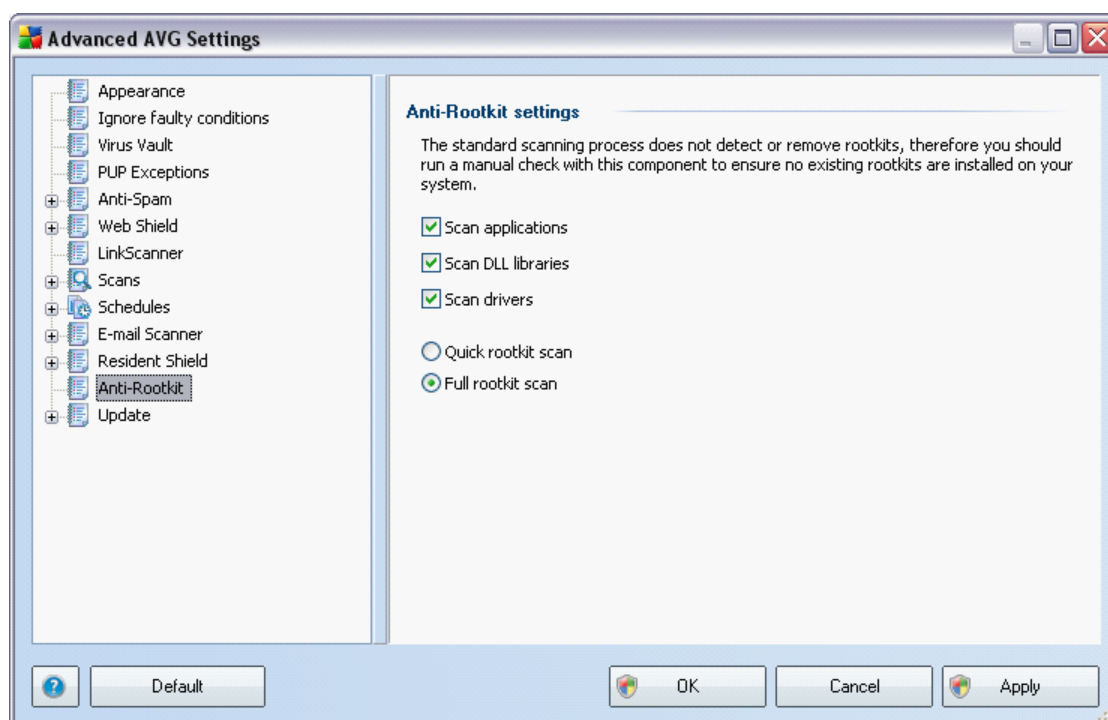 Advanced AVG Settings
Appearance
Ignore faulty conditions
Virus Vault
PUP Exceptions
Anti-Spam
Web Shield
LinkScanner
Scans
Schedules
E-mail Scanner
Resident Shield
Anti-Rootkit
Update
Anti-Rootkit settings
The standard scanning process does not detect or remove rootkits, therefore you should
run a manual check with this component to ensure no existing rootkits are installed on your
system.
Scan applications
Scan DLL libraries
Scan drivers
Quick rootkit scan
Full rootkit scan
? Default OK Cancel Apply